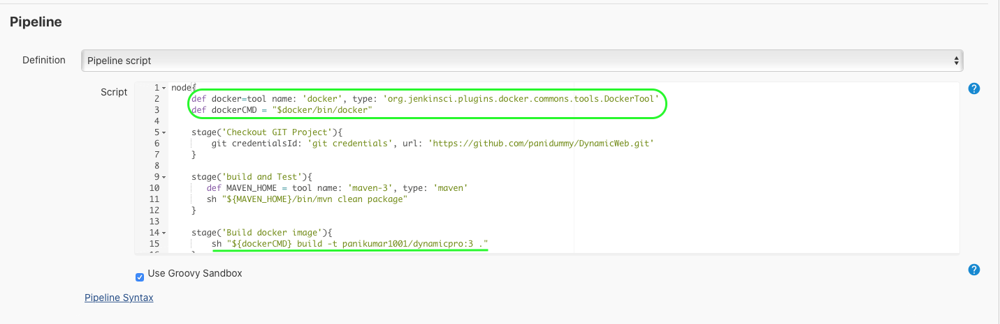 Pipeline
Definition
Pipeline script
Script
1 node{
2 def docker=tool name: 'docker', type: 'org.jenkinsci.plugins.docker.commons.tools.DockerTool'
3 def dockerCMD = "$docker/bin/docker"
4
5 stage('Checkout GIT Project'){
6 git credentialsId: 'git credentials', url: 'https://github.com/panidummy/DynamicWeb.git'
7 }
8
9 stage('build and Test'){
10 def MAVEN_HOME = tool name: 'maven-3', type: 'maven'
11 sh "${MAVEN_HOME}/bin/mvn clean package"
12 }
13
14 stage('Build docker image'){
15 sh "${dockerCMD} build -t panikumar1001/dynamicpro:3 ."
16 }
?
Use Groovy Sandbox
?
Pipeline Syntax